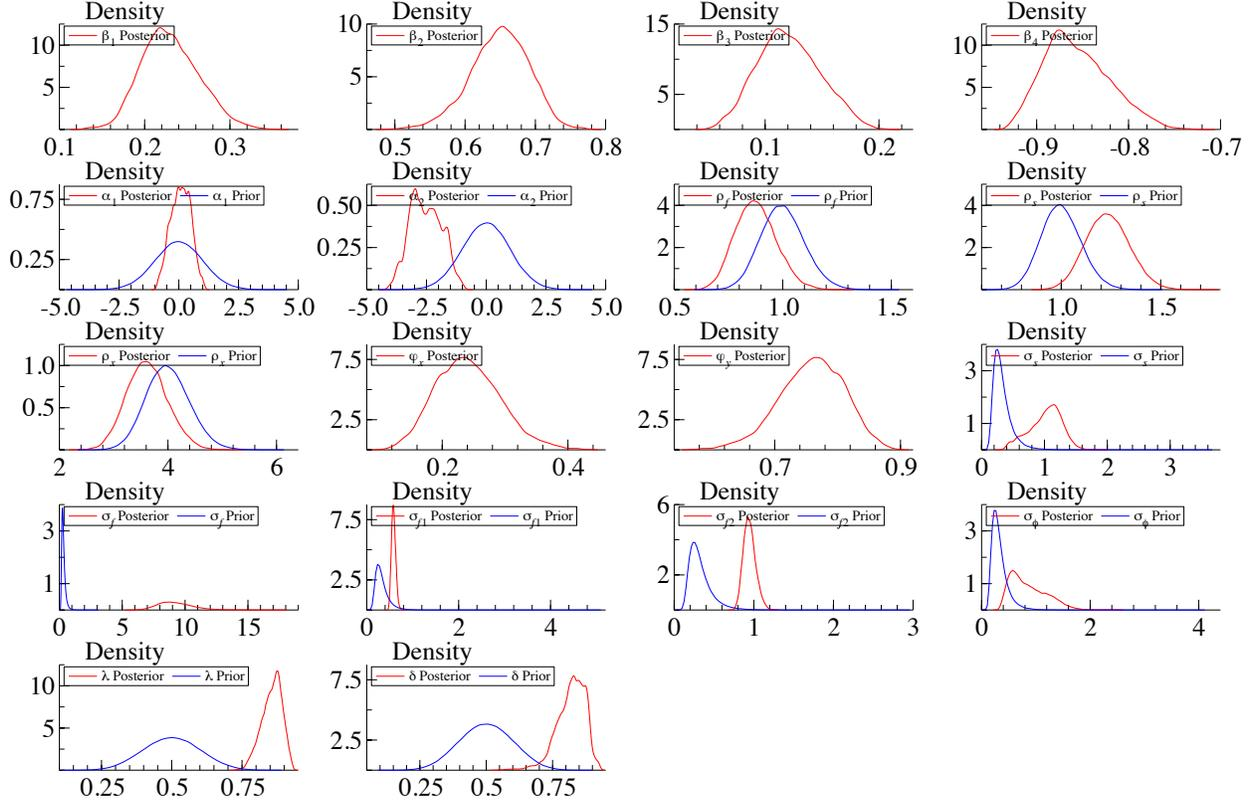 Density Density Density Density
β1 Posterior β2 Posterior β3 Posterior β4 Posterior
10 5 10 5 15 5 10 5
0.1 0.2 0.3 0.5 0.6 0.7 0.8 0.1 0.2 -0.9 -0.8 -0.7
Density Density Density Density
α1 Posterior α1 Prior α2 Posterior α2 Prior ρf Posterior ρf Prior ρs Posterior ρs Prior
0.75 0.25 0.50 0.25 4 2 4 2
-5.0 -2.5 0.0 2.5 5.0 -5.0 -2.5 0.0 2.5 5.0 0.5 1.0 1.5 1.0 1.5
Density Density Density Density
ρx Posterior ρx Prior φx Posterior φy Posterior σs Posterior σs Prior
1.0 0.5 7.5 2.5 7.5 2.5 3 1
2 4 6 0.2 0.4 0.7 0.9 0 1 2 3
Density Density Density Density
σf Posterior σf Prior σf1 Posterior σf1 Prior σf2 Posterior σf2 Prior σϕ Posterior σϕ Prior
3 1 7.5 2.5 6 4 2 3 1
0 5 10 15 0 2 4 0 1 2 3 0 2 4
Density Density
λ Posterior λ Prior δ Posterior δ Prior
10 5 7.5 2.5
0.25 0.5 0.75 0.25 0.5 0.75